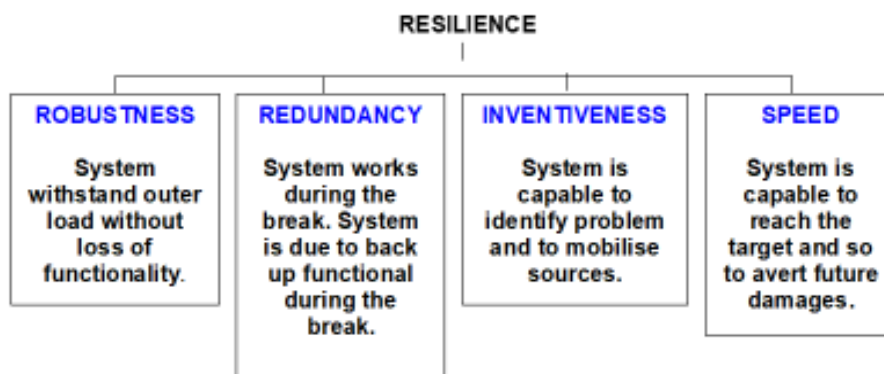 RESILIENCE
ROBUSTNESS
System
withstand outer
load without
loss of
functionality.
REDUNDANCY
System works
during the
break. System
is due to back
up functional
during the
break.
INVENTIVENESS
System is
capable to
identify problem
and to mobilise
sources.
SPEED
System is
capable to
reach the
target and so
to avert future
damages.